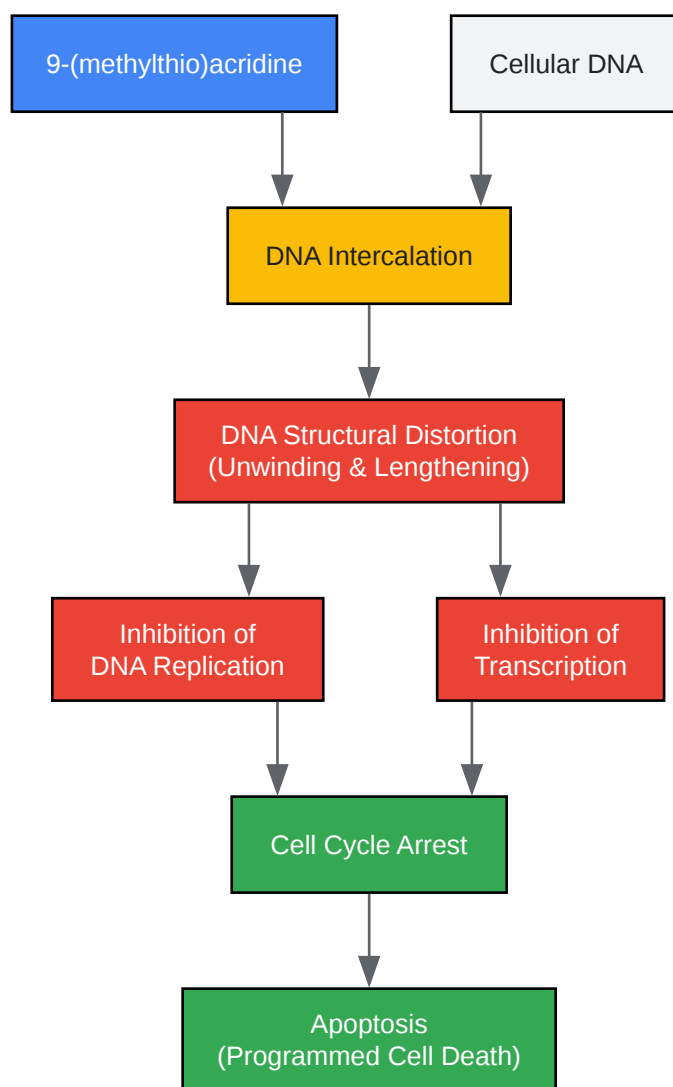 9-(methylthio)acridine
Cellular DNA
DNA Intercalation
DNA Structural Distortion
(Unwinding & Lengthening)
Inhibition of
DNA Replication
Inhibition of
Transcription
Cell Cycle Arrest
Apoptosis
(Programmed Cell Death)